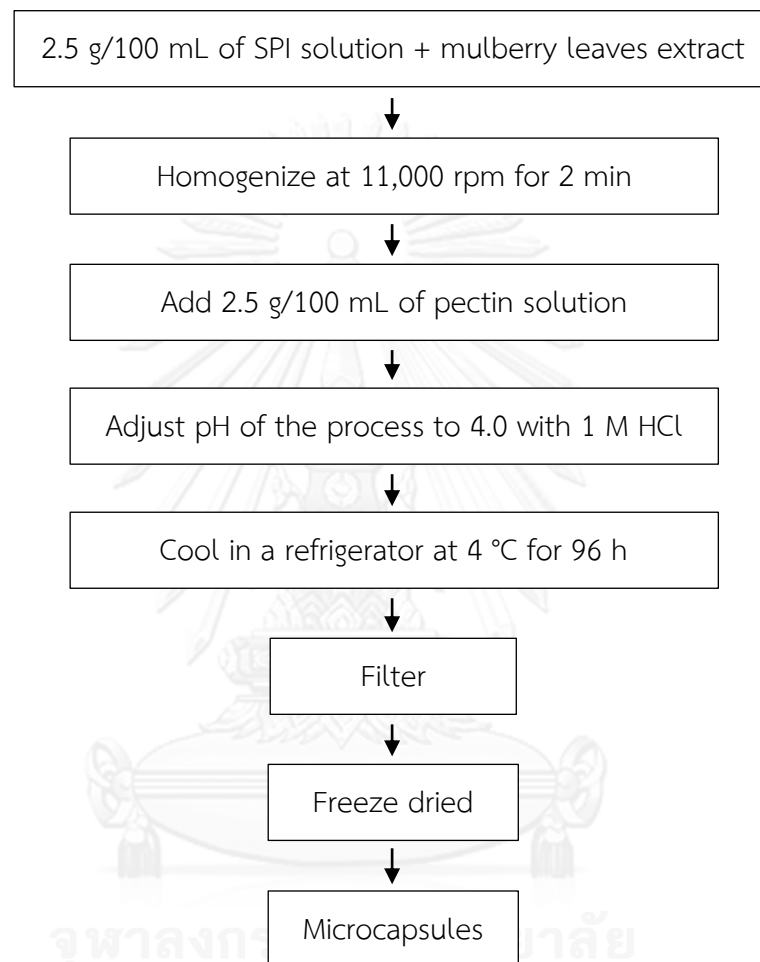 2.5 g/100 mL of SPI solution + mulberry leaves extract
Homogenize at 11,000 rpm for 2 min
Add 2.5 g/100 mL of pectin solution
Adjust pH of the process to 4.0 with 1 M HCl
Cool in a refrigerator at 4 °C for 96 h
Filter
Freeze dried
Microcapsules